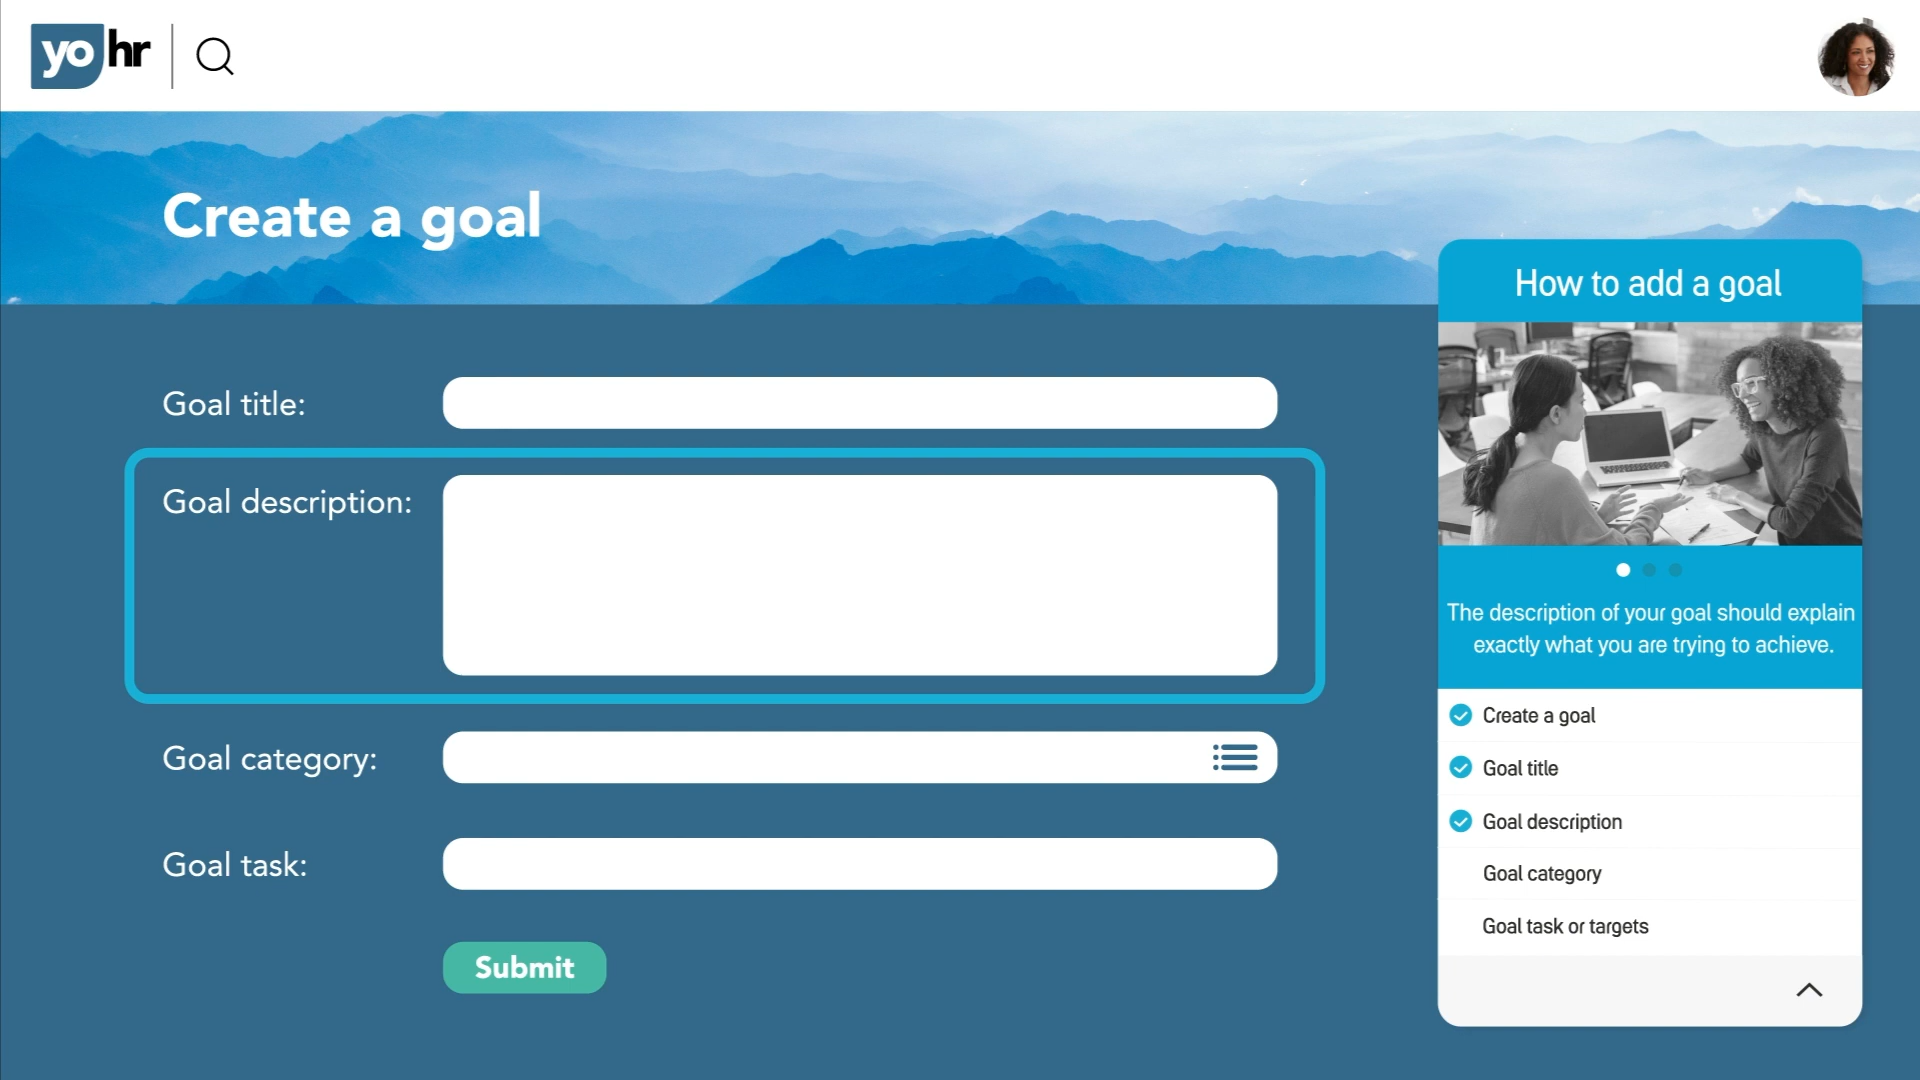 yo hr
Create a goal
Goal title:
Goal description:
Goal category:
Goal task:
Submit
How to add a goal
The description of your goal should explain
exactly what you are trying to achieve.
Create a goal
Goal title
Goal description
Goal category
Goal task or targets